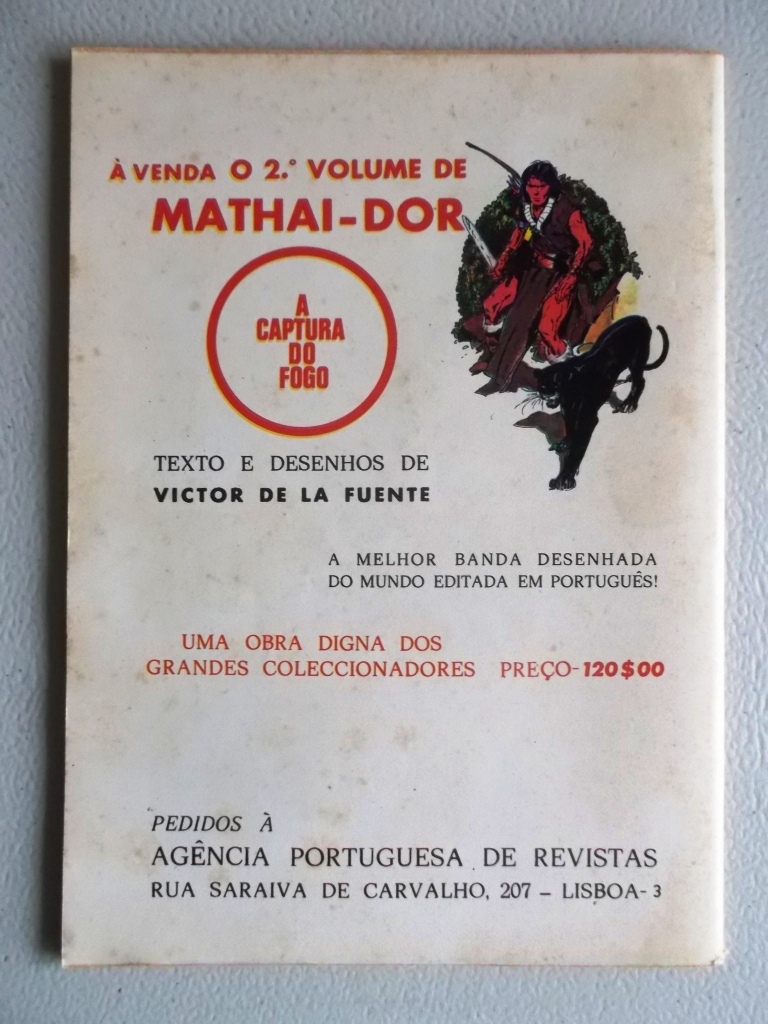 À VENDA O 2.º VOLUME DE
MATHAI-DOR
A
CAPTURA
DO
FOGO
TEXTO E DESENHOS DE
VICTOR DE LA FUENTE
A MELHOR BANDA DESENHADA
DO MUNDO EDITADA EM PORTUGUÊS!
UMA OBRA DIGNA DOS
GRANDES COLECCIONADORES PREÇO-120$00
PEDIDOS À
AGÊNCIA PORTUGUESA DE REVISTAS
RUA SARAIVA DE CARVALHO, 207 – LISBOA-3